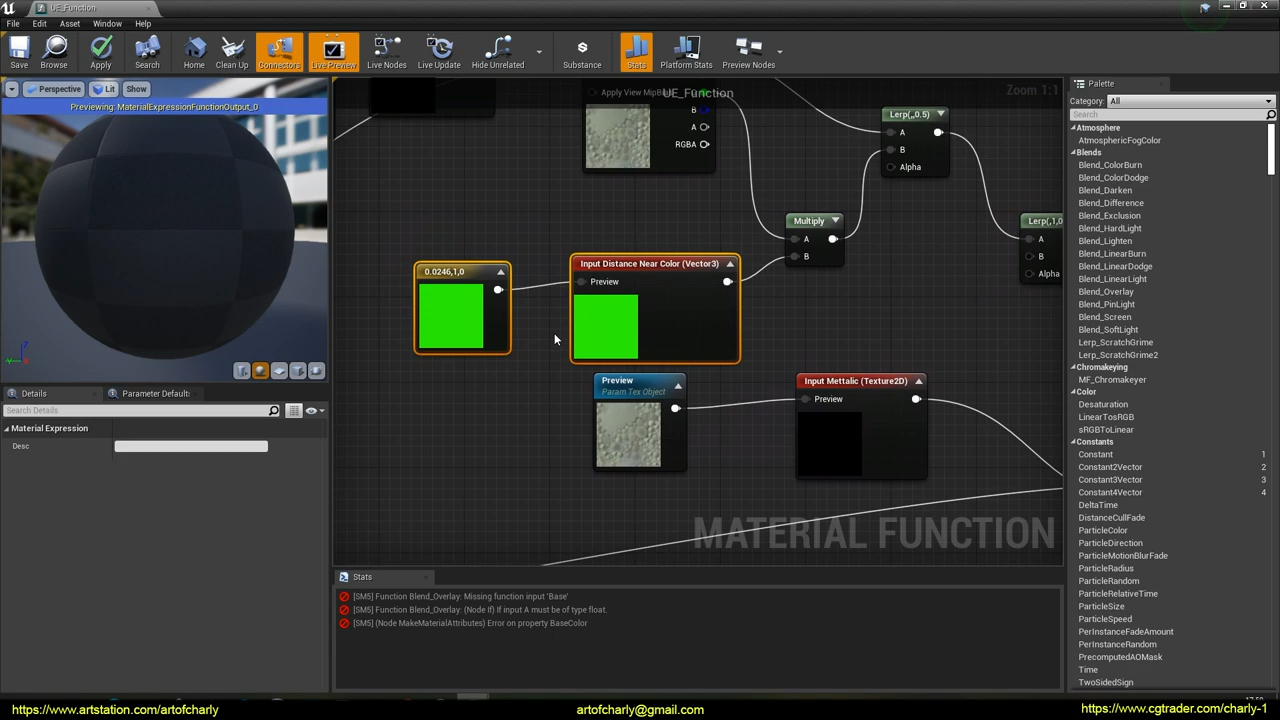 UE_Function
File Edit Asset Window Help
Save Browse Apply Search Home Clean Up Connectors Live Preview Live Nodes Live Update Hide Unrelated Substance Stats Platform Stats Preview Nodes
Perspective Lit Show
Previewing: MaterialExpressionFunctionOutput_0
Details Parameter Default:
Search Details
Material Expression
Desc
UE_Function
Zoom 1:1
Apply View MipB
B
A
RGBA
Lerp(,,0.5)
A
B
Alpha
Multiply
A
B
Lerp(,1,0
A
B
Alpha
0.0246,1,0
Input Distance Near Color (Vector3)
Preview
Preview
Param Tex Object
Input Mettalic (Texture2D)
Preview
MATERIAL FUNCTION
Stats
[SM5] Function Blend_Overlay: Missing function input 'Base'
[SM5] Function Blend_Overlay: (Node If) If input A must be of type float.
[SM5] (Node MakeMaterialAttributes) Error on property BaseColor
Palette
Category: All
Search
Atmosphere
AtmosphericFogColor
Blends
Blend_ColorBurn
Blend_ColorDodge
Blend_Darken
Blend_Difference
Blend_Exclusion
Blend_HardLight
Blend_Lighten
Blend_LinearBurn
Blend_LinearDodge
Blend_LinearLight
Blend_Overlay
Blend_PinLight
Blend_Screen
Blend_SoftLight
Lerp_ScratchGrime
Lerp_ScratchGrime2
Chromakeying
MF_Chromakeyer
Color
Desaturation
LinearTosRGB
sRGBToLinear
Constants
Constant 1
Constant2Vector 2
Constant3Vector 3
Constant4Vector 4
DeltaTime
DistanceCullFade
ParticleColor
ParticleDirection
ParticleMotionBlurFade
ParticleRadius
ParticleRandom
ParticleRelativeTime
ParticleSize
ParticleSpeed
PerInstanceFadeAmount
PerInstanceRandom
PrecomputedAOMask
Time
TwoSidedSign
https://www.artstation.com/artofcharly
artofcharly@gmail.com
https://www.cgtrader.com/charly-1